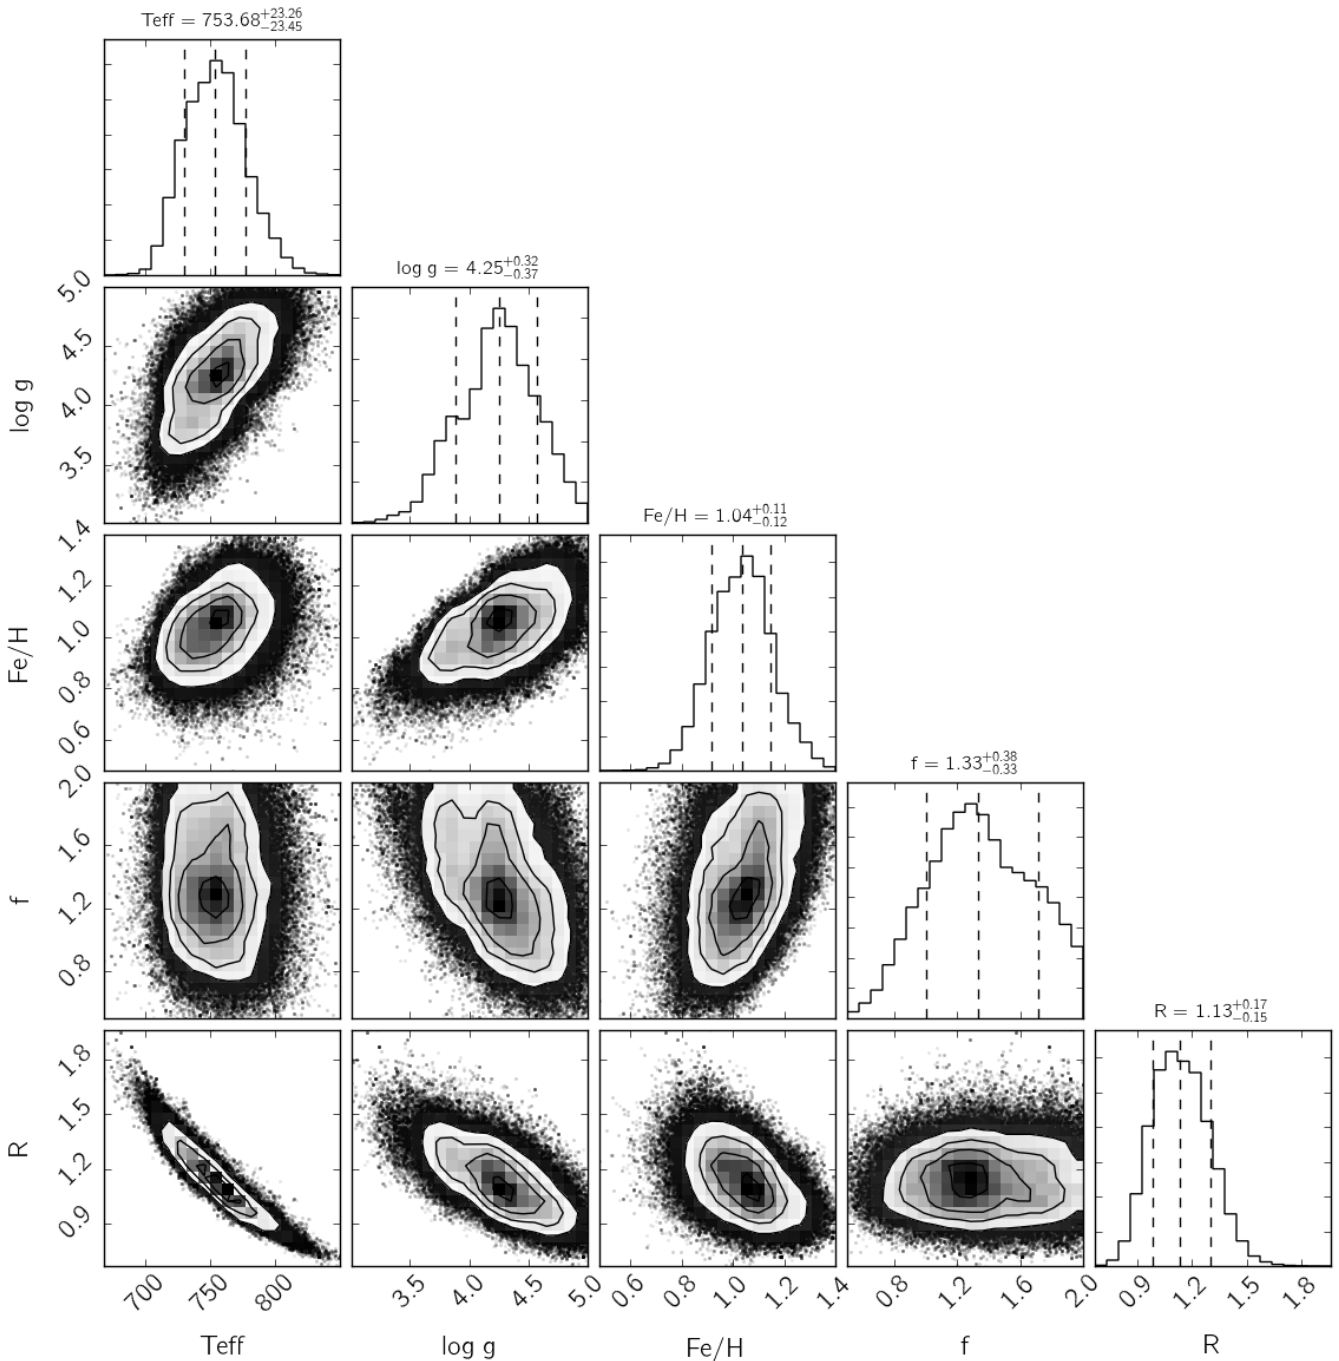 Teff = 753.68+23.26−23.45
log g = 4.25+0.32−0.37
5.0
4.5
4.0
3.5
log g
Fe/H = 1.04+0.11−0.12
1.4
1.2
1.0
0.8
0.6
Fe/H
f = 1.33+0.38−0.33
2.0
1.6
1.2
0.8
f
R = 1.13+0.17−0.15
1.8
1.5
1.2
0.9
R
700 750 800 3.5 4.0 4.5 5.0 0.6 0.8 1.0 1.2 1.4 0.8 1.2 1.6 2.0 0.9 1.2 1.5 1.8
Teff log g Fe/H f R